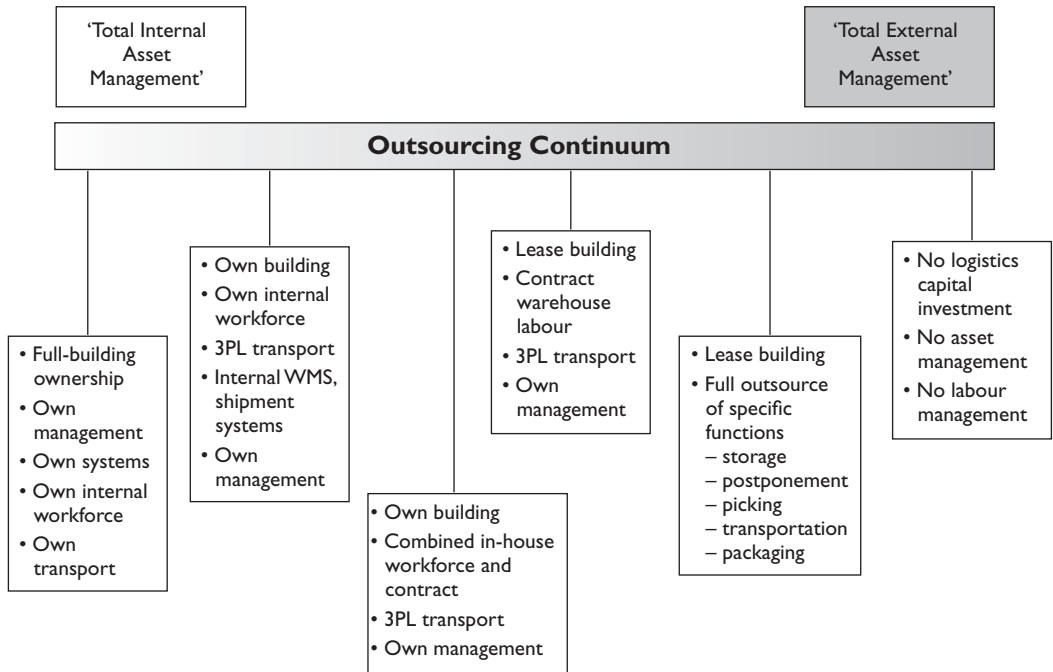 ‘Total Internal
Asset
Management’
‘Total External
Asset
Management’
Outsourcing Continuum
• Full-building
ownership
• Own
management
• Own systems
• Own internal
workforce
• Own
transport
• Own building
• Own internal
workforce
• 3PL transport
• Internal WMS,
shipment
systems
• Own
management
• Own building
• Combined in-house
workforce and
contract
• 3PL transport
• Own management
• Lease building
• Contract
warehouse
labour
• 3PL transport
• Own
management
• Lease building
• Full outsource
of specific
functions
– storage
– postponement
– picking
– transportation
– packaging
• No logistics
capital
investment
• No asset
management
• No labour
management